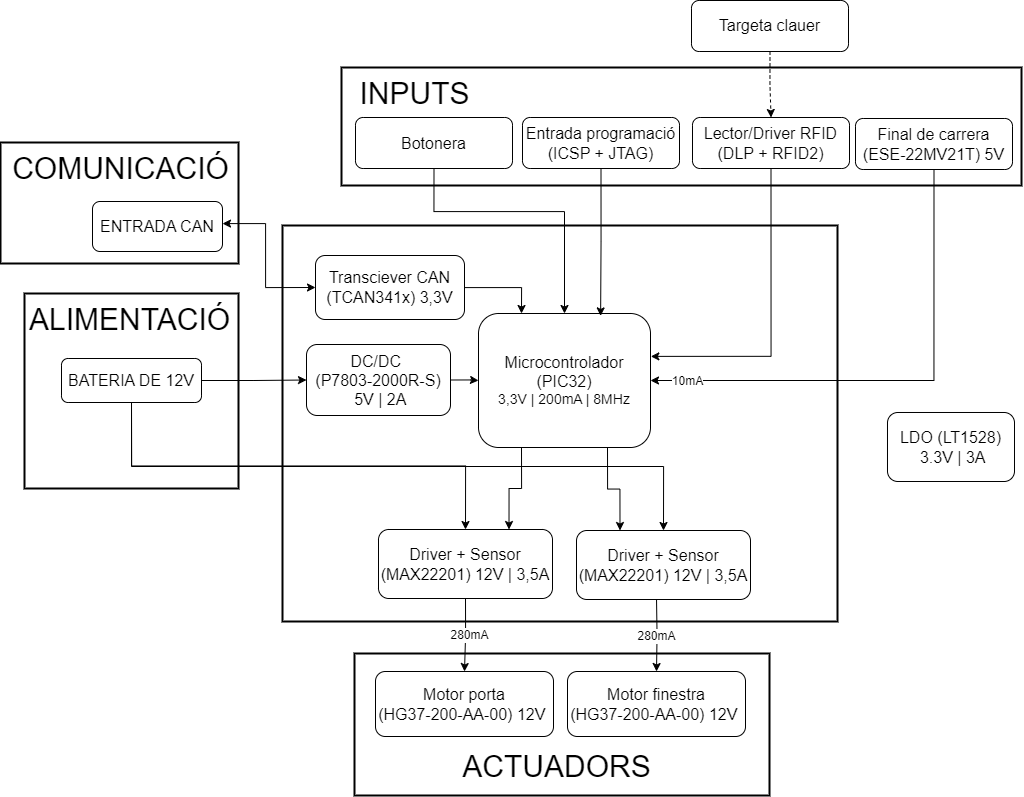 Targeta clauer
INPUTS
Botonera
Entrada programació
(ICSP + JTAG)
Lector/Driver RFID
(DLP + RFID2)
Final de carrera
(ESE-22MV21T) 5V
COMUNICACIÓ
ENTRADA CAN
Transciever CAN
(TCAN341x) 3,3V
ALIMENTACIÓ
BATERIA DE 12V
DC/DC
(P7803-2000R-S)
5V | 2A
Microcontrolador
(PIC32)
3,3V | 200mA | 8MHz
10mA
LDO (LT1528)
3.3V | 3A
Driver + Sensor
(MAX22201) 12V | 3,5A
Driver + Sensor
(MAX22201) 12V | 3,5A
280mA
280mA
Motor porta
(HG37-200-AA-00) 12V
Motor finestra
(HG37-200-AA-00) 12V
ACTUADORS